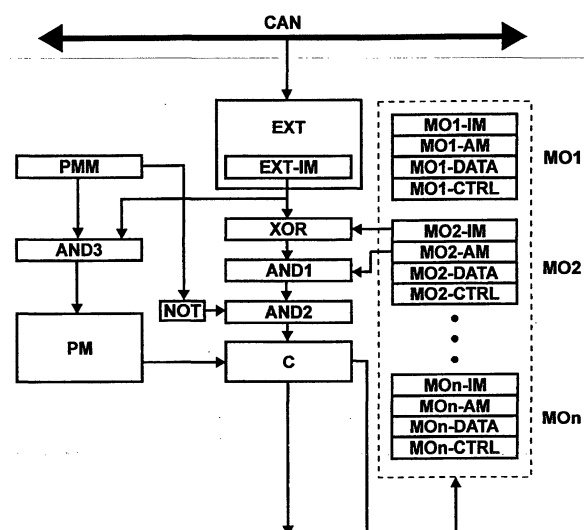 CAN
EXT
EXT-IM
PMM
XOR
AND3
AND1
NOT
AND2
PM
C
MO1-IM
MO1-AM
MO1-DATA
MO1-CTRL
MO1
MO2-IM
MO2-AM
MO2-DATA
MO2-CTRL
MO2
MOn-IM
MOn-AM
MOn-DATA
MOn-CTRL
MOn